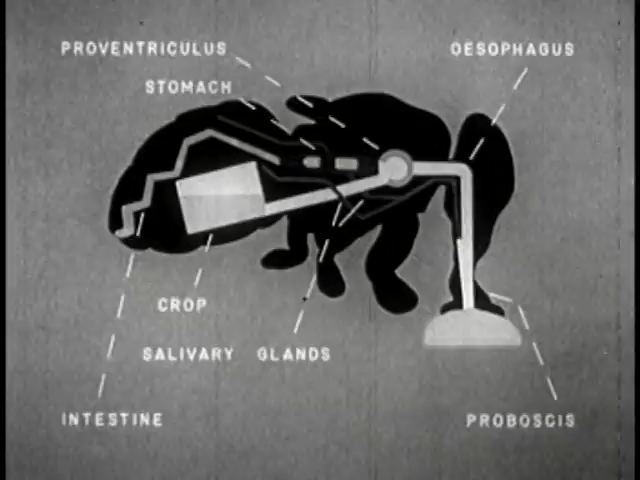 PROVENTRICULUS
OESOPHAGUS
STOMACH
CROP
SALIVARY GLANDS
INTESTINE
PROBOSCIS